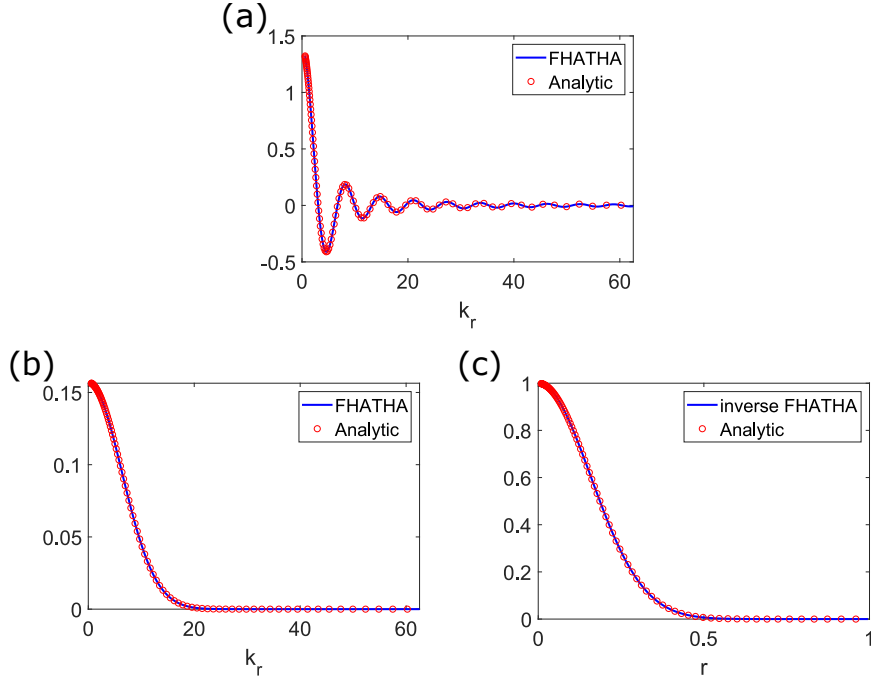 (a)
1.5
1
0.5
0
-0.5
FHATHA
Analytic
0 20 40 60
k_r
(b)
0.15
0.1
0.05
0
FHATHA
Analytic
0 20 40 60
k_r
(c)
1
0.8
0.6
0.4
0.2
0
inverse FHATHA
Analytic
0 0.5 1
r